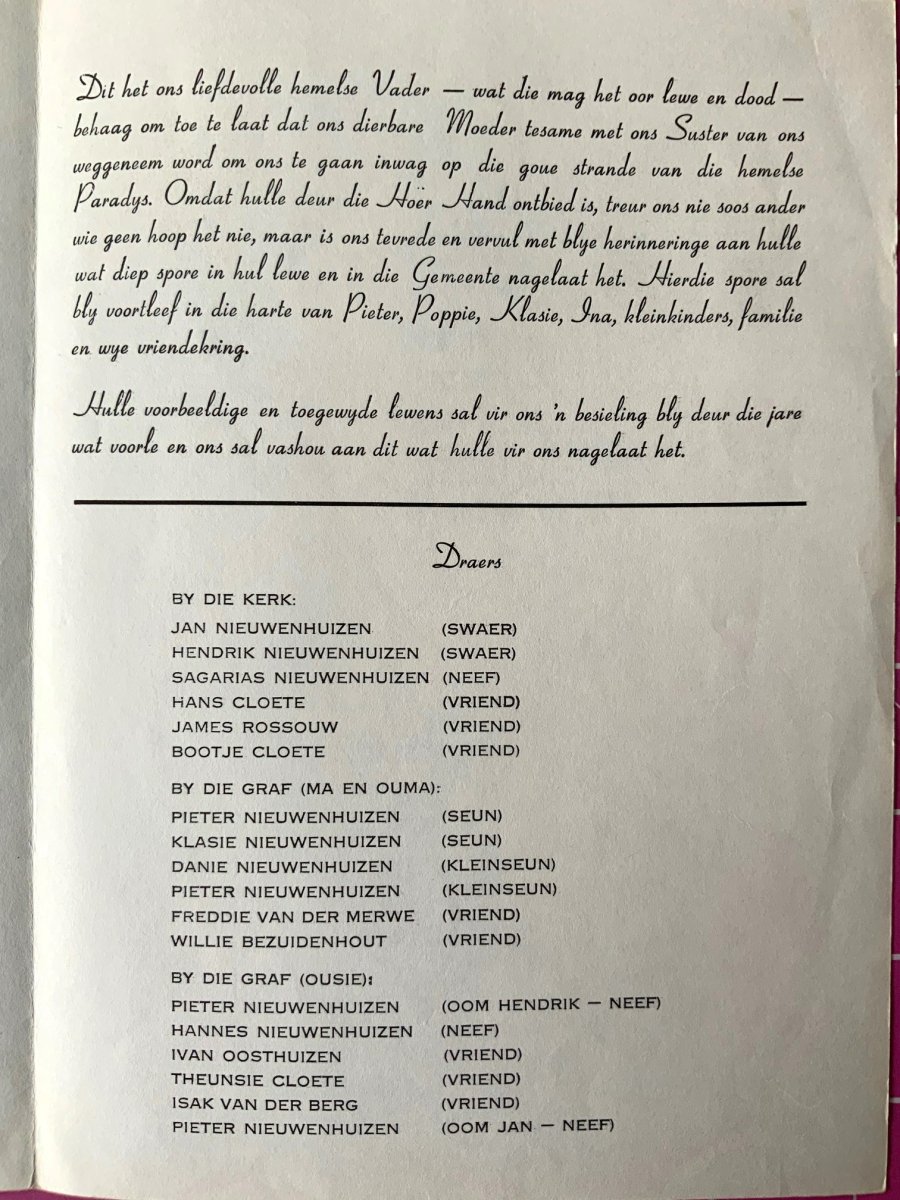 Dit het ons liefdevolle hemelse Vader — wat die mag het oor lewe en dood —
behaag om toe te laat dat ons dierbare Moeder tesame met ons Suster van ons
weggeneem word om ons te gaan inwag op die goue strande van die hemelse
Paradys. Omdat hulle deur die Hoër Hand ontbied is, treur ons nie soos ander
wie geen hoop het nie, maar is ons tevrede en vervul met blye herinneringe aan hulle
wat diep spore in hul lewe en in die Gemeente nagelaat het. Hierdie spore sal
bly voortleef in die harte van Pieter, Poppie, Klasie, Ina, kleinkinders, familie
en wye vriendekring.
Hulle voorbeeldige en toegewyde lewens sal vir ons 'n besieling bly deur die jare
wat voorle en ons sal vashou aan dit wat hulle vir ons nagelaat het.
Draers
BY DIE KERK:
JAN NIEUWENHUIZEN (SWAER)
HENDRIK NIEUWENHUIZEN (SWAER)
SAGARIAS NIEUWENHUIZEN (NEEF)
HANS CLOETE (VRIEND)
JAMES ROSSOUW (VRIEND)
BOOTJE CLOETE (VRIEND)
BY DIE GRAF (MA EN OUMA):
PIETER NIEUWENHUIZEN (SEUN)
KLASIE NIEUWENHUIZEN (SEUN)
DANIE NIEUWENHUIZEN (KLEINSEUN)
PIETER NIEUWENHUIZEN (KLEINSEUN)
FREDDIE VAN DER MERWE (VRIEND)
WILLIE BEZUIDENHOUT (VRIEND)
BY DIE GRAF (OUSIE):
PIETER NIEUWENHUIZEN (OOM HENDRIK — NEEF)
HANNES NIEUWENHUIZEN (NEEF)
IVAN OOSTHUIZEN (VRIEND)
THEUNSIE CLOETE (VRIEND)
ISAK VAN DER BERG (VRIEND)
PIETER NIEUWENHUIZEN (OOM JAN — NEEF)